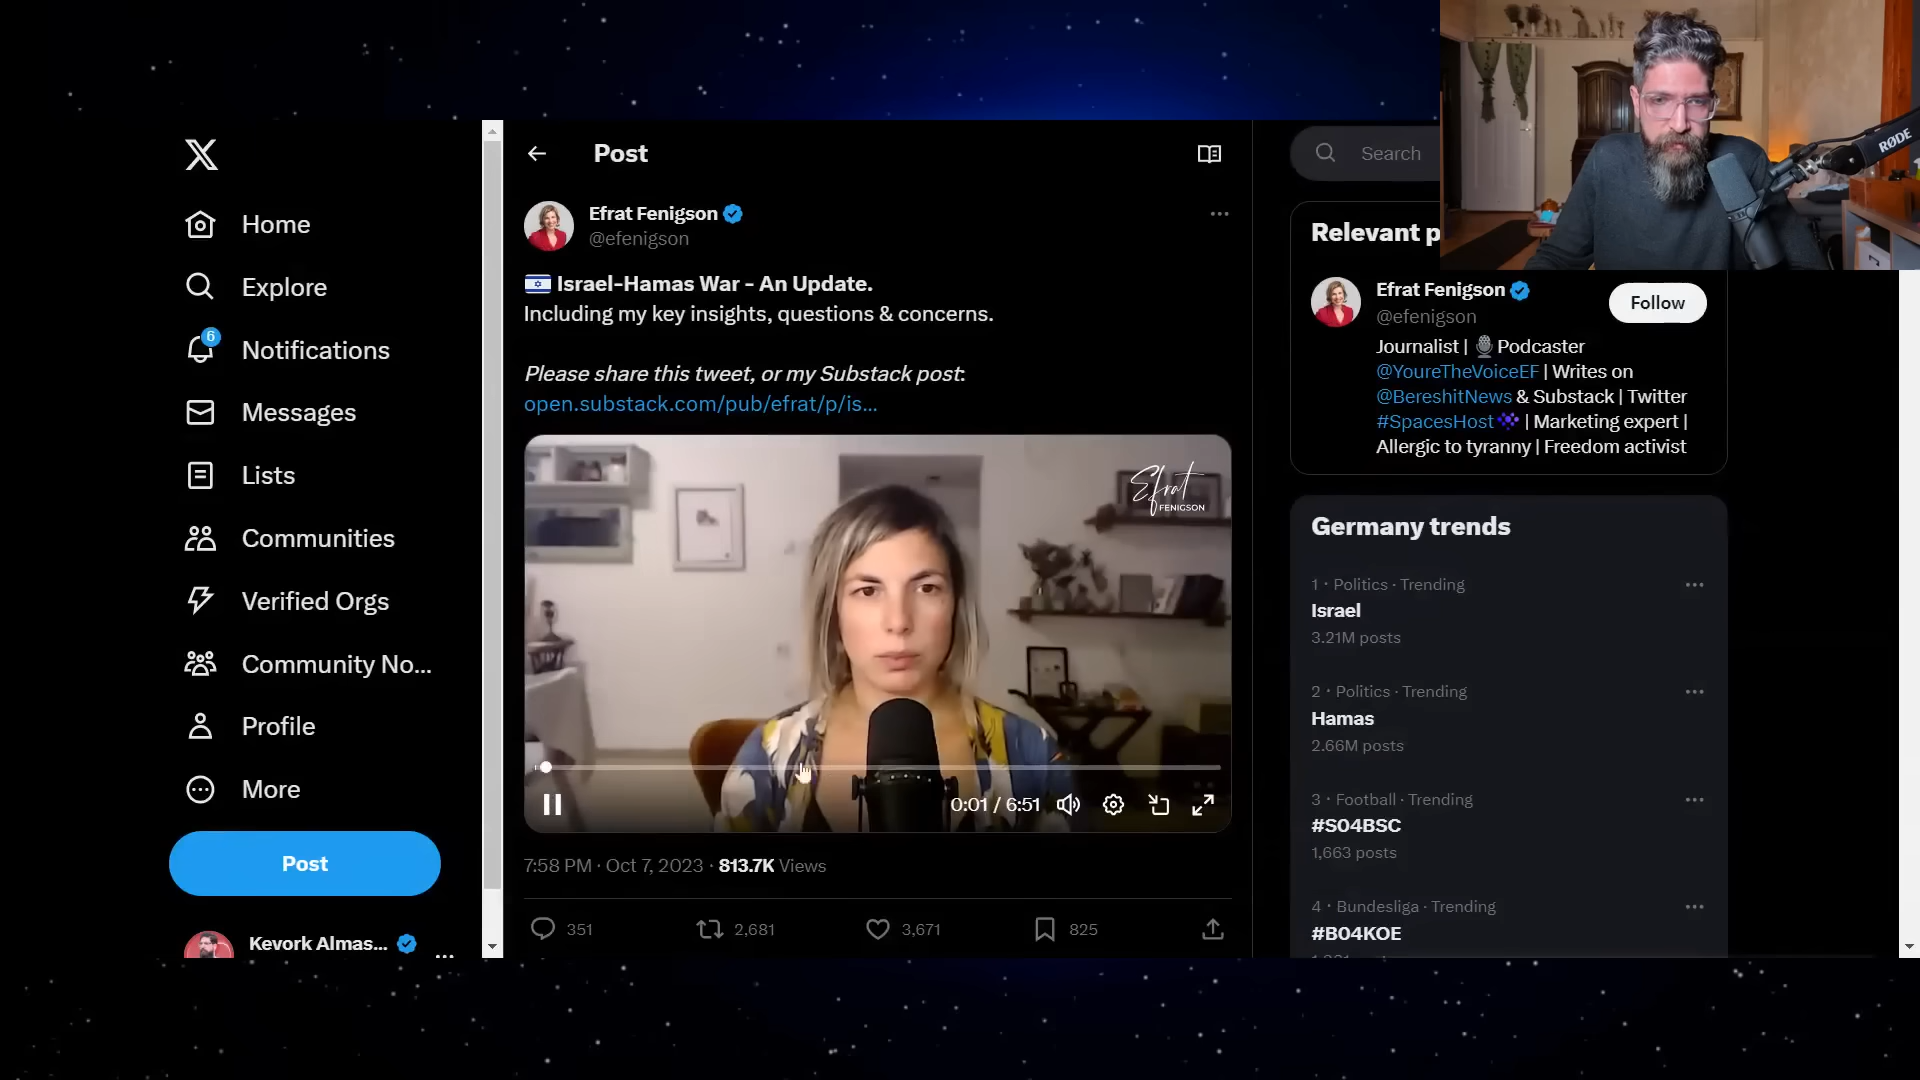 Home
Explore
6
Notifications
Messages
Lists
Communities
Verified Orgs
Community No...
Profile
More
Post
Kevork Almas...
Post
Efrat Fenigson
@efenigson
Israel-Hamas War - An Update.
Including my key insights, questions & concerns.
Please share this tweet, or my Substack post:
open.substack.com/pub/efrat/p/is...
Efrat
FENIGSON
0:01 / 6:51
7:58 PM · Oct 7, 2023 · 813.7K Views
351
2,681
3,671
825
Search
RØDE
Relevant p
Efrat Fenigson
@efenigson
Follow
Journalist | Podcaster
@YoureTheVoiceEF | Writes on
@BereshitNews & Substack | Twitter
#SpacesHost | Marketing expert |
Allergic to tyranny | Freedom activist
Germany trends
1 · Politics · Trending
Israel
3.21M posts
2 · Politics · Trending
Hamas
2.66M posts
3 · Football · Trending
#S04BSC
1,663 posts
4 · Bundesliga · Trending
#B04KOE